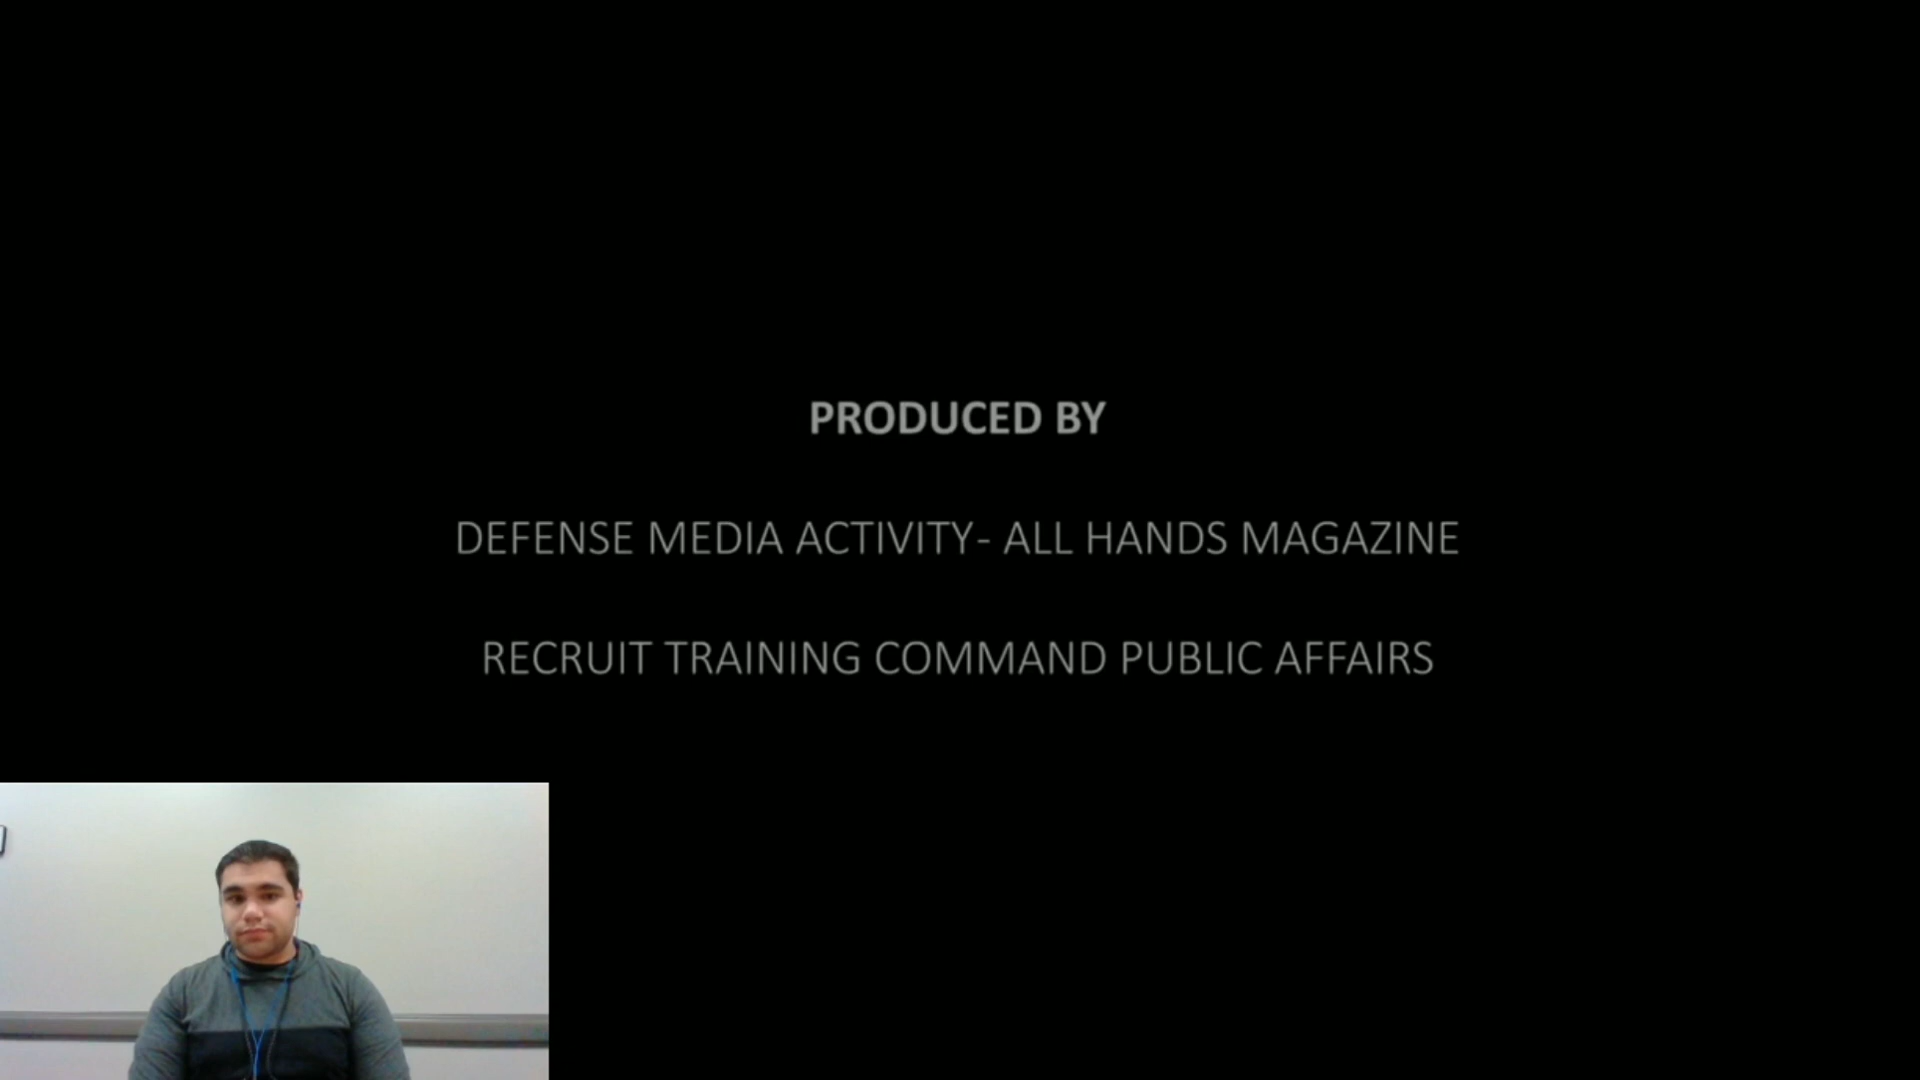 PRODUCED BY
DEFENSE MEDIA ACTIVITY- ALL HANDS MAGAZINE
RECRUIT TRAINING COMMAND PUBLIC AFFAIRS